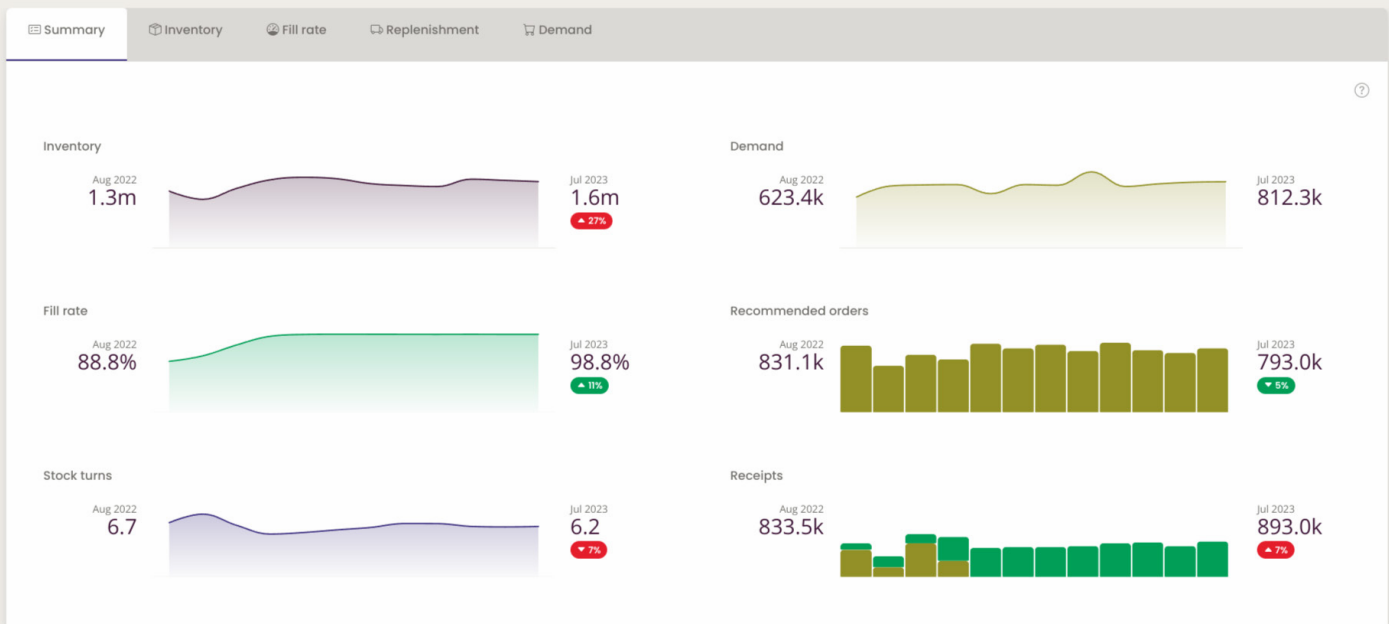 Summary
Inventory
Fill rate
Replenishment
Demand
?
Inventory
Aug 2022
1.3m
Jul 2023
1.6m
▲ 27%
Demand
Aug 2022
623.4k
Jul 2023
812.3k
Fill rate
Aug 2022
88.8%
Jul 2023
98.8%
▲ 11%
Recommended orders
Aug 2022
831.1k
Jul 2023
793.0k
▼ 5%
Stock turns
Aug 2022
6.7
Jul 2023
6.2
▼ 7%
Receipts
Aug 2022
833.5k
Jul 2023
893.0k
▲ 7%